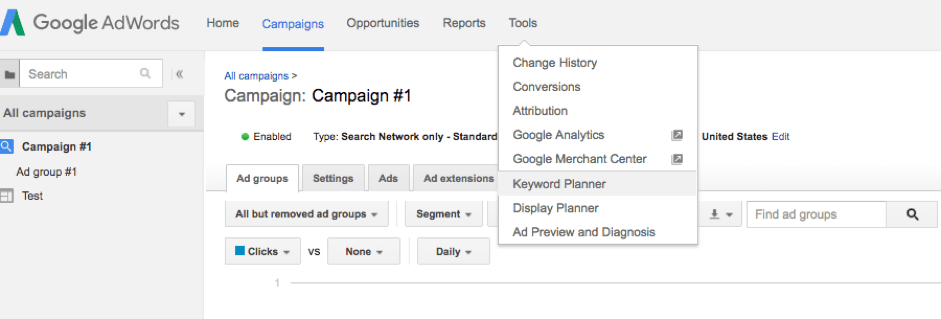 Google AdWords Home Campaigns Opportunities Reports Tools
Search
All campaigns
Campaign #1
Ad group #1
Test
All campaigns >
Campaign: Campaign #1
Enabled Type: Search Network only - Standard United States Edit
Ad groups Settings Ads Ad extensions
All but removed ad groups Segment Find ad groups
Clicks VS None Daily
1
Change History
Conversions
Attribution
Google Analytics
Google Merchant Center
Keyword Planner
Display Planner
Ad Preview and Diagnosis